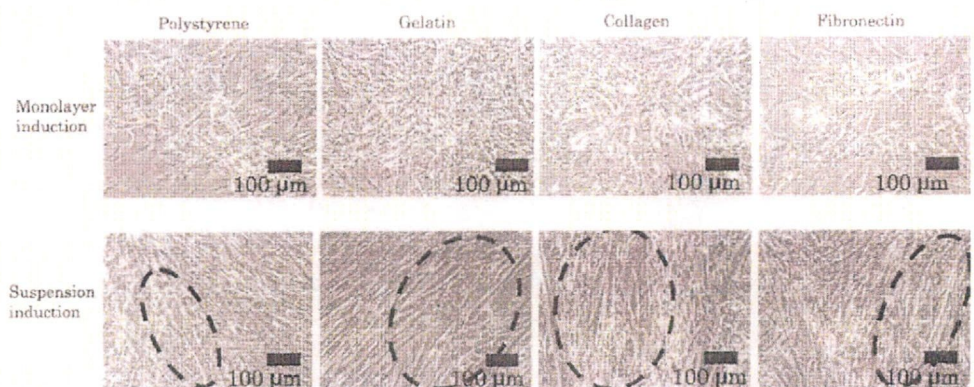 Polystyrene Gelatin Collagen Fibronectin
Monolayer
induction
100 µm 100 µm 100 µm 100 µm
Suspension
induction
100 µm 100 µm 100 µm 100 µm